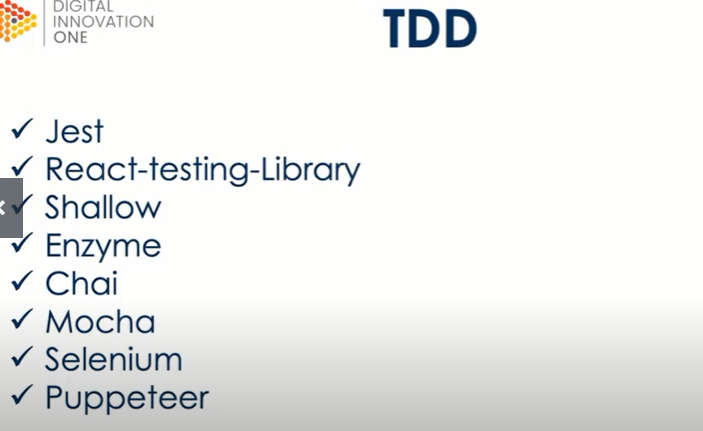 DIGITAL
INNOVATION
ONE
TDD
✓ Jest
✓ React-testing-Library
✓ Shallow
✓ Enzyme
✓ Chai
✓ Mocha
✓ Selenium
✓ Puppeteer